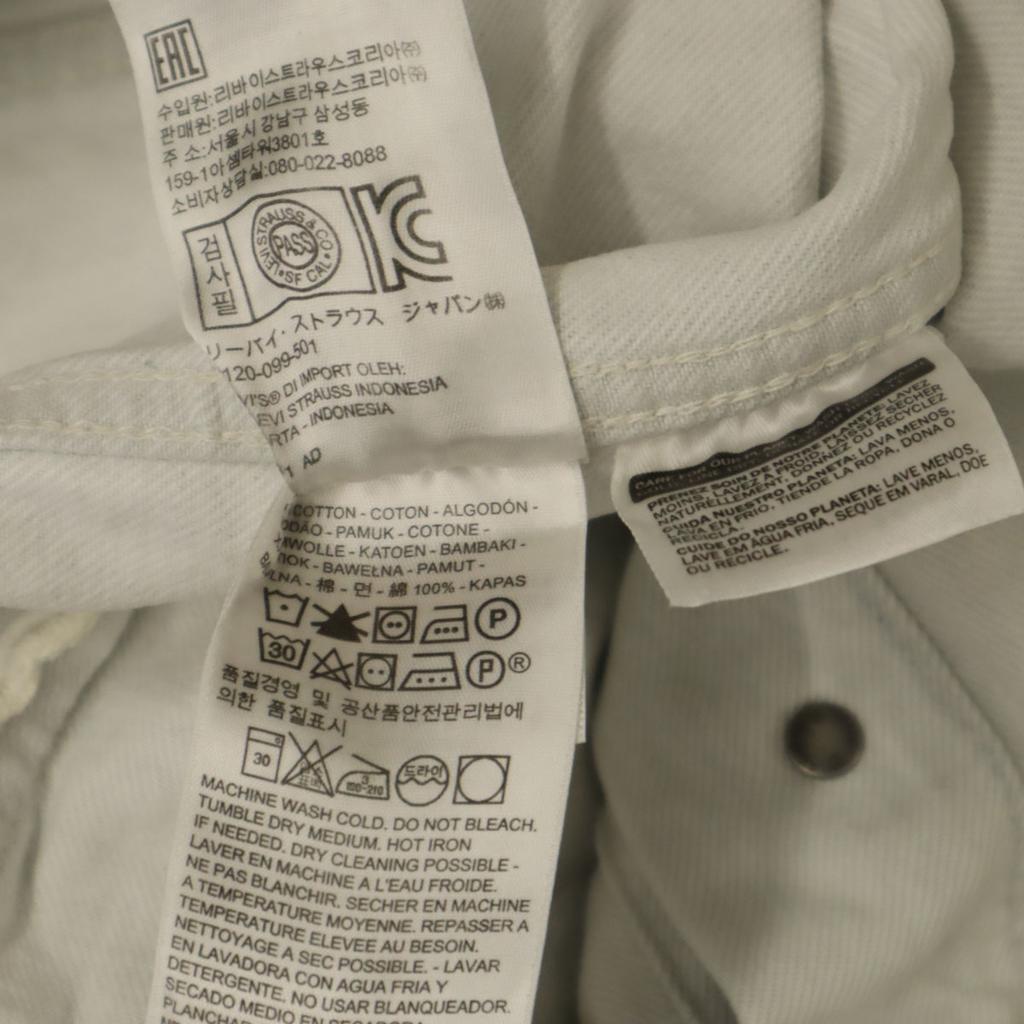 EAC
수입원:리바이스트라우스코리아㈜
판매원:리바이스트라우스코리아㈜
주 소:서울시 강남구 삼성동
159-1아셈타워3801호
소비자상담실:080-022-8088
검사필
LEVI STRAUSS & CO
PASS
SF CAL
リーバイ・ストラウス ジャパン㈱
120-099-501
DI IMPORT OLEH:
STRAUSS INDONESIA
- INDONESIA
AD
COTTON - COTON - ALGODÓN -
- PAMUK - COTONE -
- KATOEN - BAMBAKI -
- BAWEŁNA - PAMUT -
- 棉 - 면 - 綿 100% - KAPAS
P
30 P®
품질경영 및 공산품안전관리법에
의한 품질표시
30 드라이
MACHINE WASH COLD. DO NOT BLEACH.
TUMBLE DRY MEDIUM. HOT IRON
IF NEEDED. DRY CLEANING POSSIBLE -
LAVER EN MACHINE A L'EAU FROIDE.
NE PAS BLANCHIR. SECHER EN MACHINE
A TEMPERATURE MOYENNE. REPASSER A
TEMPERATURE ELEVEE AU BESOIN.
NETTOYAGE A SEC POSSIBLE. - LAVAR
EN LAVADORA CON AGUA FRIA Y
DETERGENTE. NO USAR BLANQUEADOR.
SECADO MEDIO EN
CARE FOR OUR PLANET:
PRENEZ SOIN DE NOTRE PLANETE: LAVEZ
MOINS, LAVEZ A FROID, LAISSEZ SECHER
NATURELLEMENT, DONNEZ OU RECYCLEZ
CUIDA NUESTRO PLANETA: LAVA MENOS,
LAVA EN FRIO, TIENDE LA ROPA, DONA O
RECICLA.
CUIDE DO NOSSO PLANETA: LAVE MENOS,
LAVE EM AGUA FRIA, SEQUE EM VARAL, DOE
OU RECICLE.